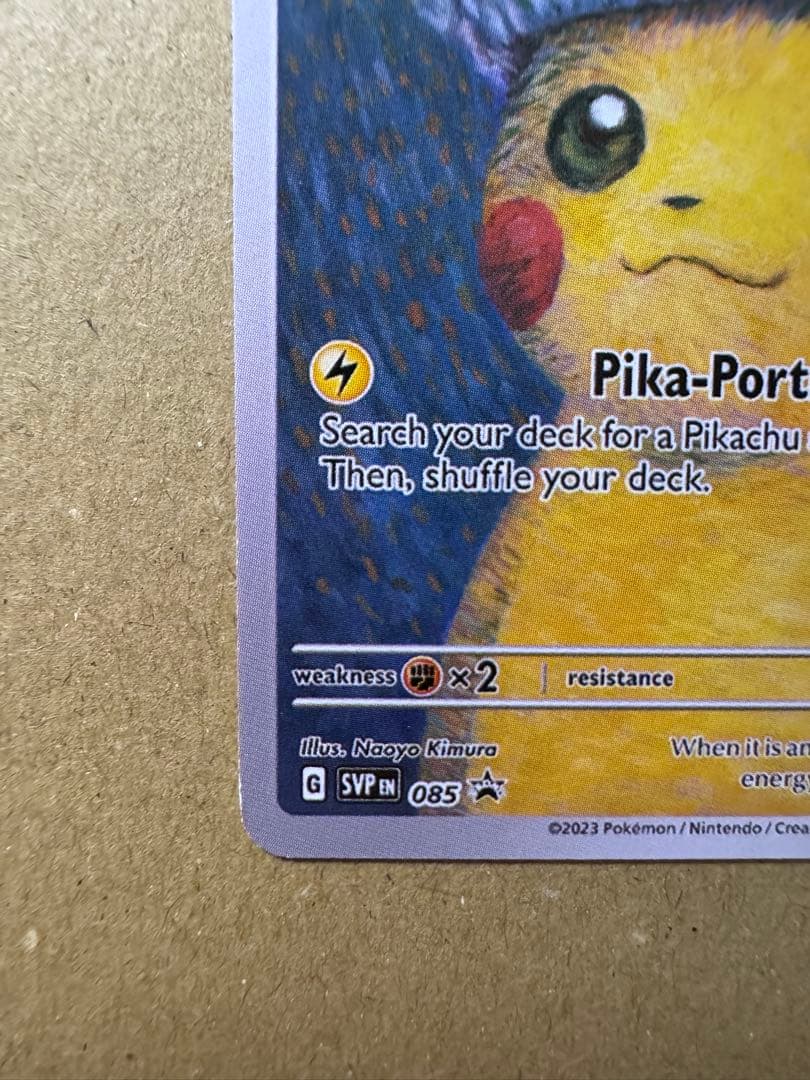 Pika-Port
Search your deck for a Pikachu
Then, shuffle your deck.
weakness ×2 resistance
Illus. Naoyo Kimura
When it is an
G SVP EN 085
energy
©2023 Pokémon / Nintendo / Crea